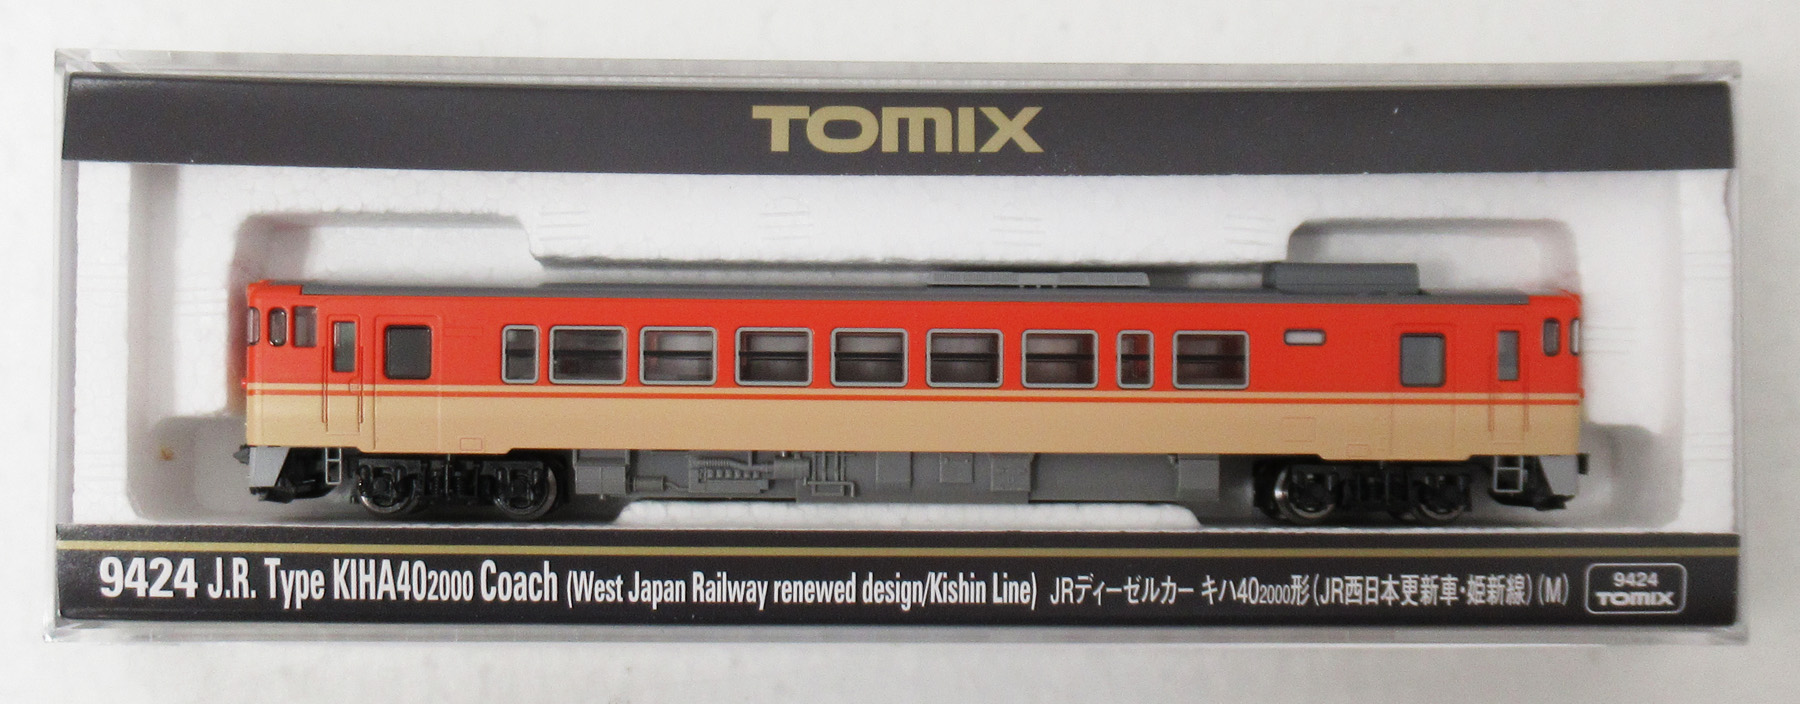 TOMIX
9424 J.R. Type KIHA402000 Coach (West Japan Railway renewed design/Kishin Line) JRディーゼルカー キハ402000形(JR西日本更新車・姫新線)(M)
9424
TOMIX